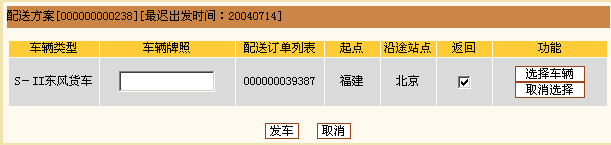 配送方案[000000000238][最迟出发时间：20040714]
车辆类型 车辆牌照 配送订单列表 起点 沿途站点 返回 功能
S－II东风货车 000000039387 福建 北京 选择车辆
取消选择
发车 取消